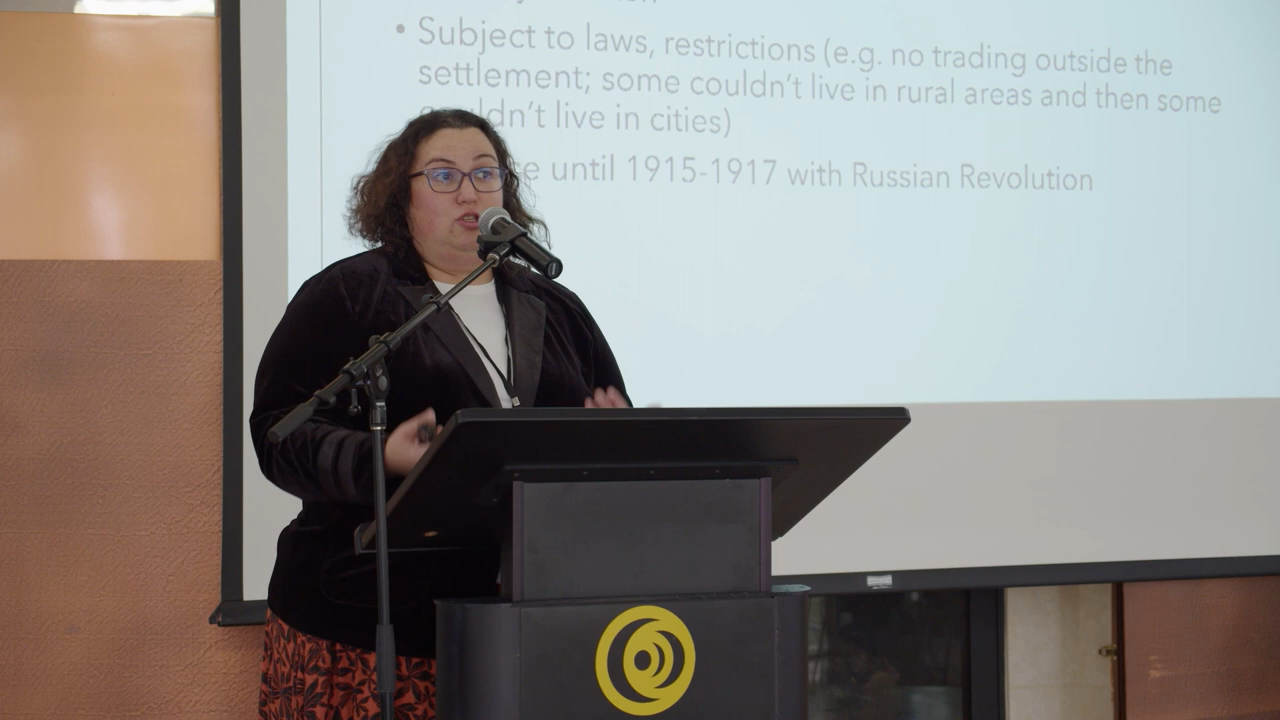 • Subject to laws, restrictions (e.g. no trading outside the
settlement; some couldn't live in rural areas and then some
couldn't live in cities)
until 1915-1917 with Russian Revolution